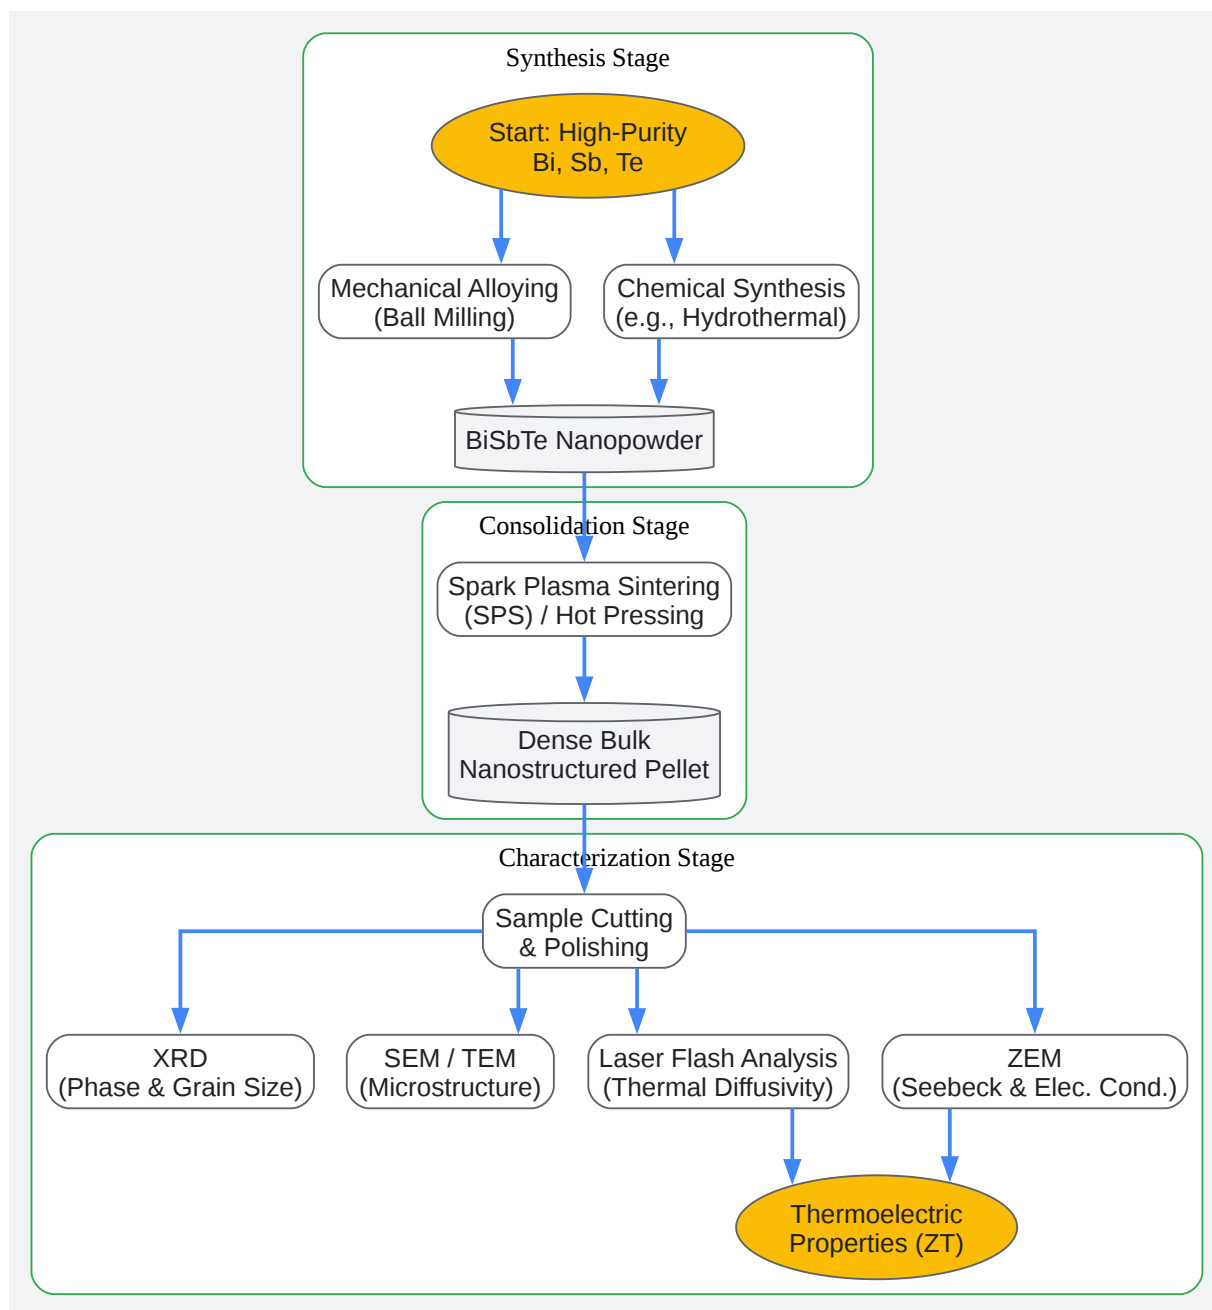 Synthesis Stage
Start: High-Purity
Bi, Sb, Te
Mechanical Alloying
(Ball Milling)
Chemical Synthesis
(e.g., Hydrothermal)
BiSbTe Nanopowder
Consolidation Stage
Spark Plasma Sintering
(SPS) / Hot Pressing
Dense Bulk
Nanostructured Pellet
Characterization Stage
Sample Cutting
& Polishing
XRD
(Phase & Grain Size)
SEM / TEM
(Microstructure)
Laser Flash Analysis
(Thermal Diffusivity)
ZEM
(Seebeck & Elec. Cond.)
Thermoelectric
Properties (ZT)